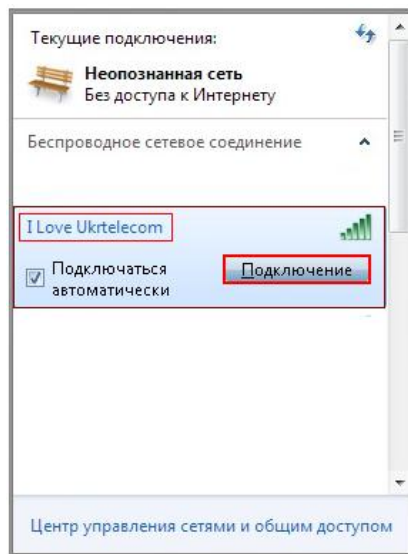 Текущие подключения:
Неопознанная сеть
Без доступа к Интернету
Беспроводное сетевое соединение
I Love Ukrtelecom
Подключаться
автоматически
Подключение
Центр управления сетями и общим доступом